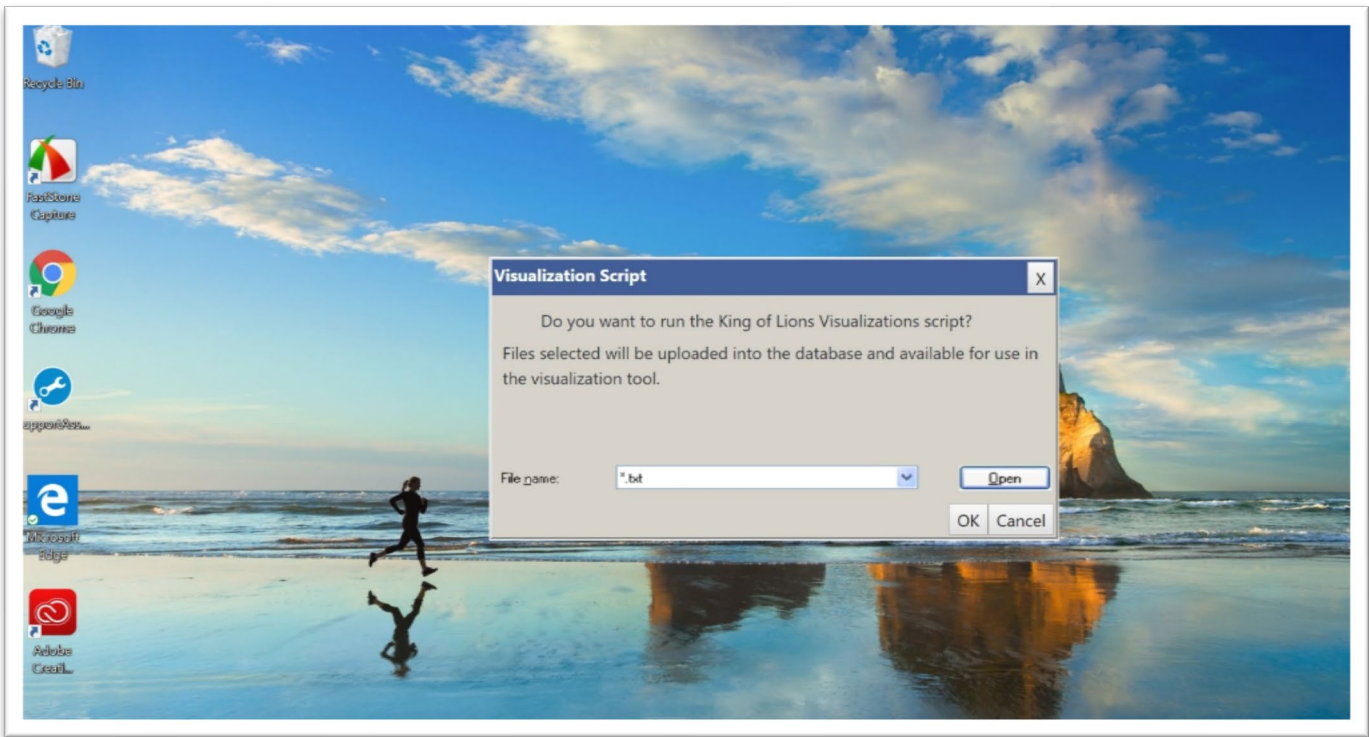 Recycle Bin
FastStone
Capture
Google
Chrome
upportAss...
Microsoft
Edge
Adobe
Creati...
Visualization Script
X
Do you want to run the King of Lions Visualizations script?
Files selected will be uploaded into the database and available for use in
the visualization tool.
File name:
*.txt
Open
OK Cancel